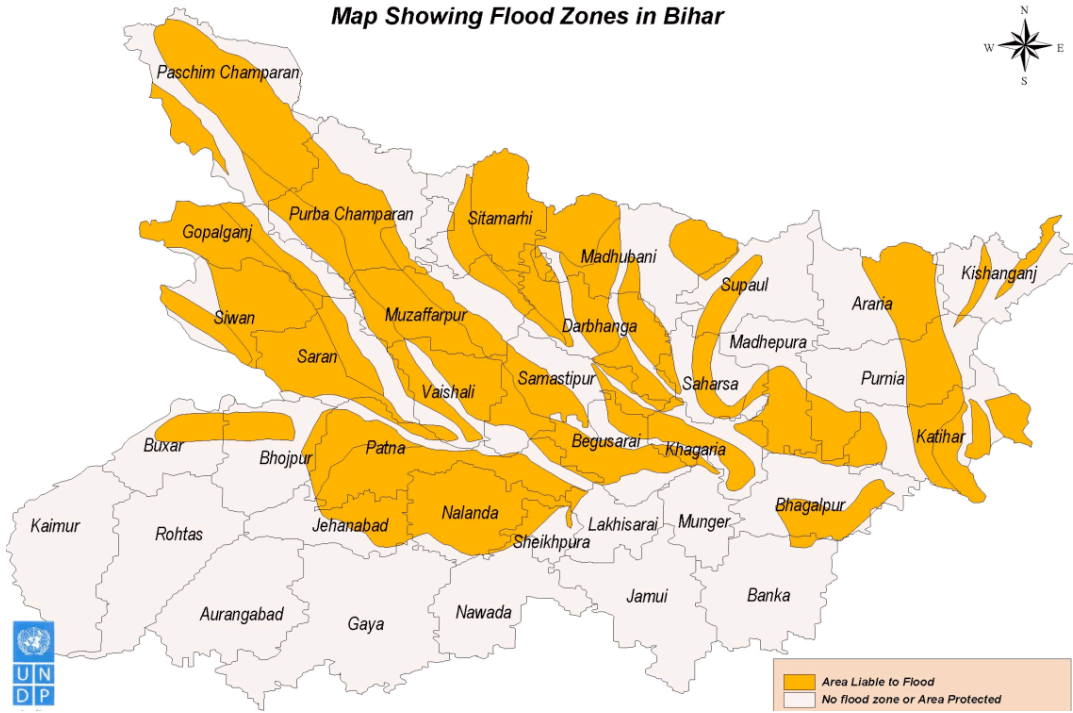 Map Showing Flood Zones in Bihar
N
W E
S
Paschim Champaran
Purba Champaran
Sitamarhi
Gopalganj
Madhubani
Kishanganj
Supaul
Araria
Siwan
Muzaffarpur
Darbhanga
Madhepura
Saran
Samastipur
Purnia
Vaishali
Saharsa
Patna
Begusarai
Khagaria
Katihar
Buxar
Bhojpur
Bhagalpur
Nalanda
Kaimur
Rohtas
Jehanabad
Lakhisarai
Munger
Sheikhpura
Aurangabad
Gaya
Nawada
Jamui
Banka
U N
D P
Area Liable to Flood
No flood zone or Area Protected